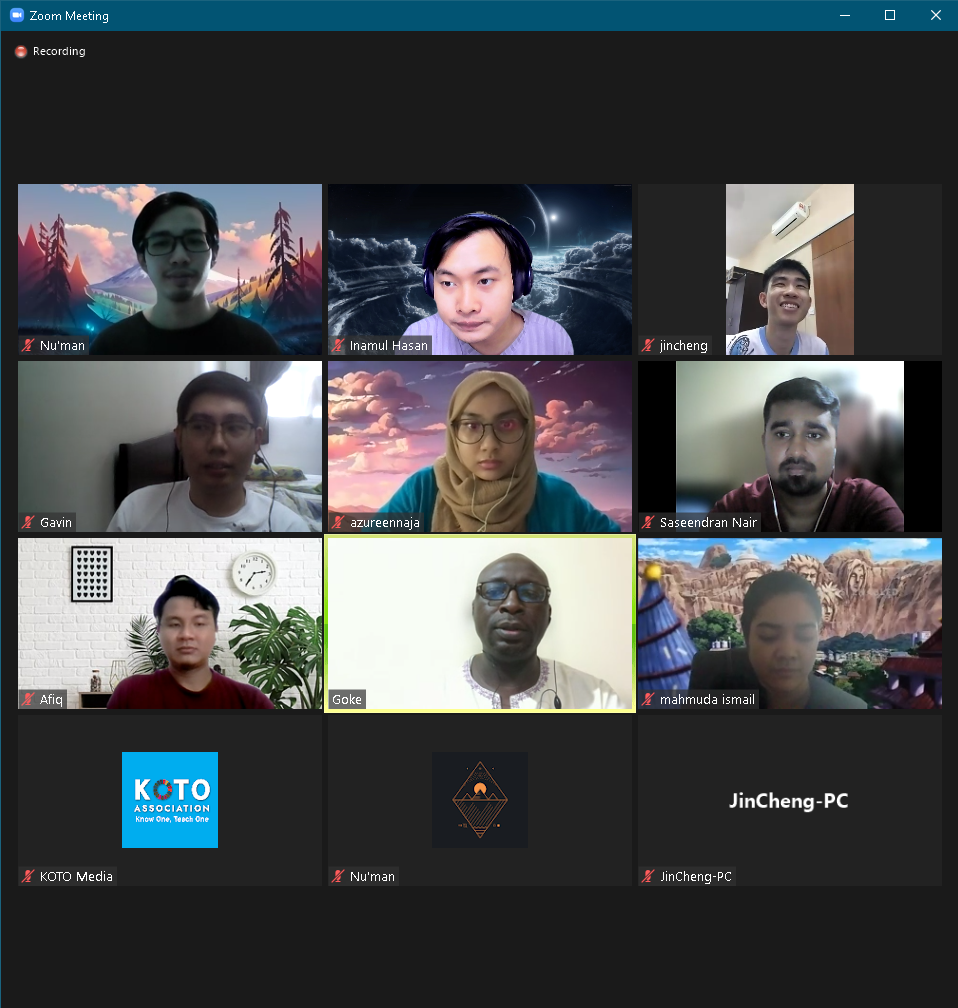 Zoom Meeting
Recording
Nu'man
Inamul Hasan
jincheng
Gavin
azureennaja
Saseendran Nair
Afiq
Goke
mahmuda ismail
KOTO
ASSOCIATION
Know One, Teach One
JinCheng-PC
KOTO Media
Nu'man
JinCheng-PC